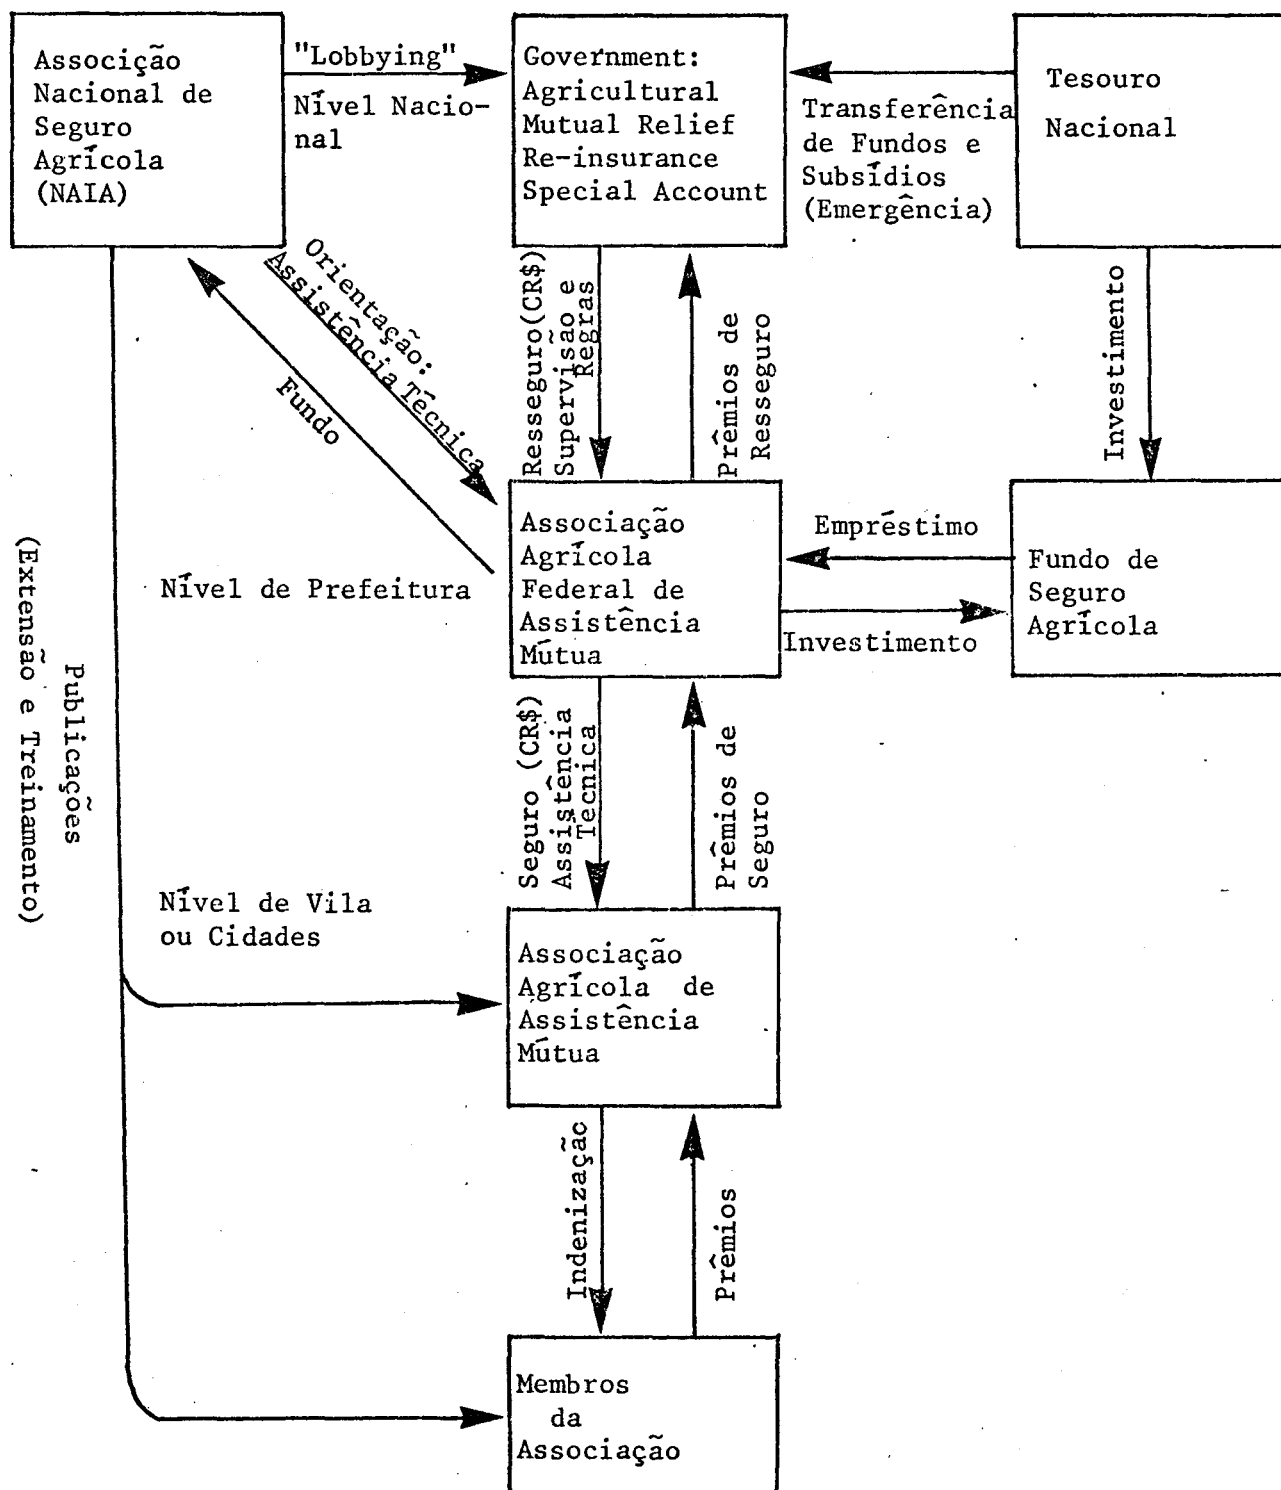 Associção
Nacional de
Seguro
Agrícola
(NAIA)
"Lobbying"
Nível Nacio-
nal
Government:
Agricultural
Mutual Relief
Re-insurance
Special Account
Transferência
de Fundos e
Subsídios
(Emergência)
Tesouro
Nacional
Orientação:
Assistência Técnica
Fundo
Resseguro(CR$)
Supervisão e
Regras
Prêmios de
Resseguro
Investimento
Nível de Prefeitura
Associação
Agrícola
Federal de
Assistência
Mútua
Empréstimo
Investimento
Fundo de
Seguro
Agrícola
Publicações
(Extensão e Treinamento)
Seguro (CR$)
Assistência
Tecnica
Prêmios de
Seguro
Nível de Vila
ou Cidades
Associação
Agrícola de
Assistência
Mútua
Indenizaçãc
Prêmios
Membros
da
Associação